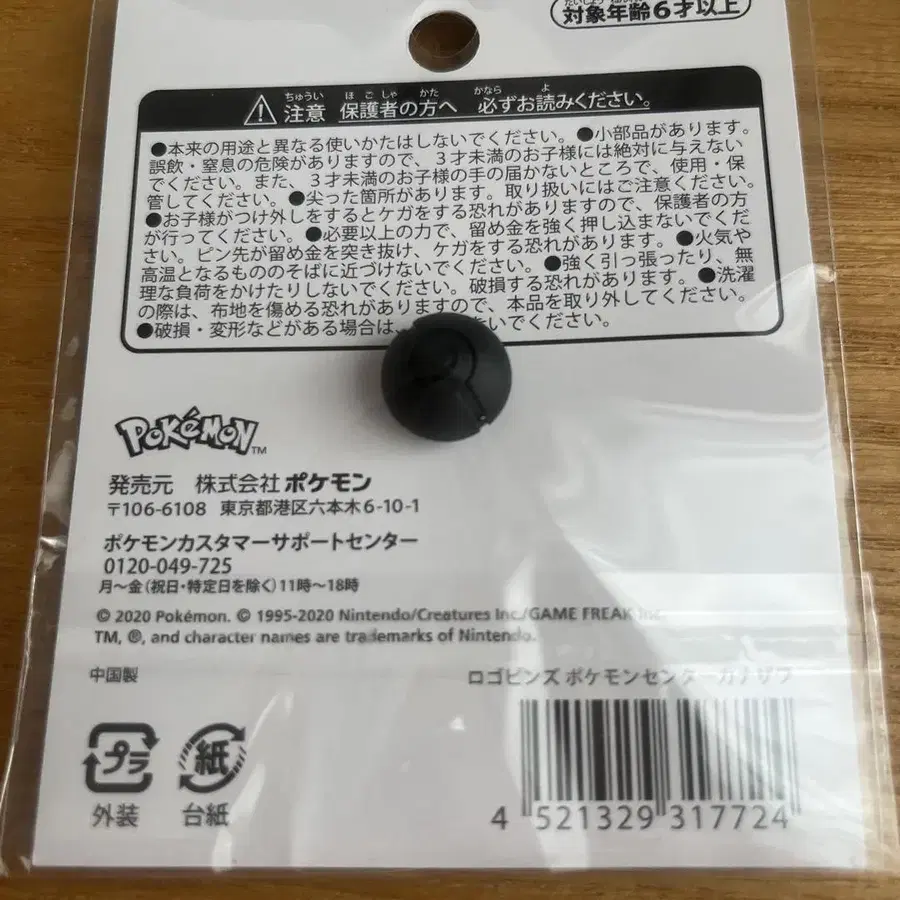 対象年齢6才以上
ちゅうい ほごしゃ かた かなら よ
注意 保護者の方へ 必ずお読みください。
●本来の用途と異なる使いかたはしないでください。●小部品があります。
誤飲・窒息の危険がありますので、３才未満のお子様には絶対に与えない
でください。また、３才未満のお子様の手の届かないところで、使用・保
管してください。●尖った箇所があります。取り扱いにはご注意ください。
●お子様がつけ外しをするとケガをする恐れがありますので、保護者の方
が行ってください。●必要以上の力で、留め金を強く押し込まないでくだ
さい。ピン先が留め金を突き抜け、ケガをする恐れがあります。●火気や
高温となるもののそばに近づけないでください。●強く引っ張ったり、無
理な負荷をかけたりしないでください。破損する恐れがあります。●洗濯
の際は、布地を傷める恐れがありますので、本品を取り外してください。
●破損・変形などがある場合は、 いでください。
POKéMON™
発売元 株式会社ポケモン
〒106-6108 東京都港区六本木6-10-1
ポケモンカスタマーサポートセンター
0120-049-725
月～金（祝日・特定日を除く）11時～18時
© 2020 Pokémon. © 1995-2020 Nintendo/Creatures Inc./GAME FREAK inc.
TM, ®, and character names are trademarks of Nintendo.
中国製
ロゴピンズ ポケモンセンターカナザワ
プラ 紙
外装 台紙
4 521329 317724